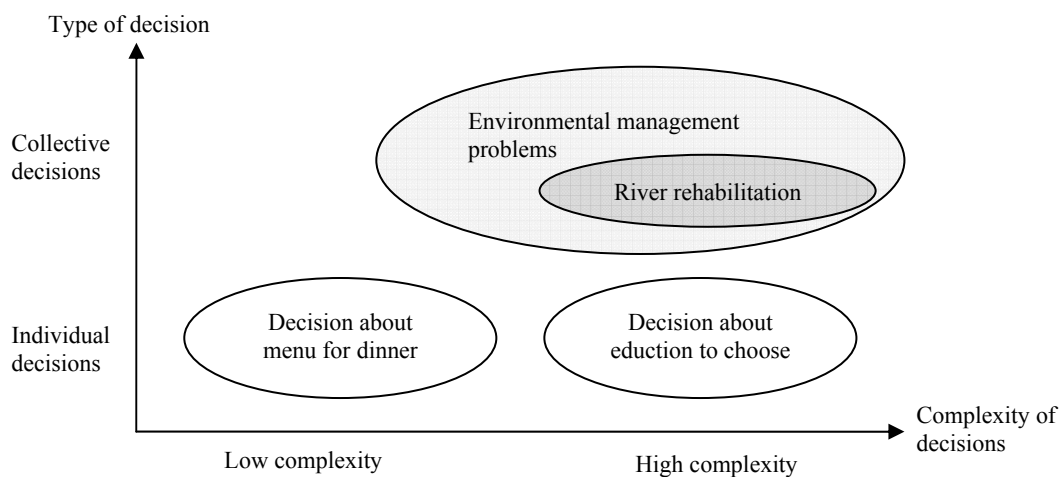 Type of decision
Collective
decisions
Environmental management
problems
River rehabilitation
Individual
decisions
Decision about
menu for dinner
Decision about
eduction to choose
Complexity of
decisions
Low complexity
High complexity